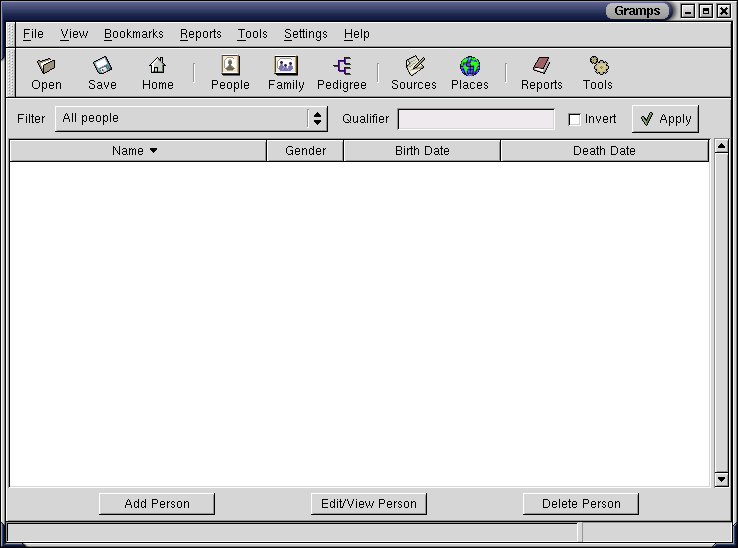 Gramps
File View Bookmarks Reports Tools Settings Help
Open Save Home People Family Pedigree Sources Places Reports Tools
Filter All people Qualifier Invert Apply
Name Gender Birth Date Death Date
Add Person Edit/View Person Delete Person